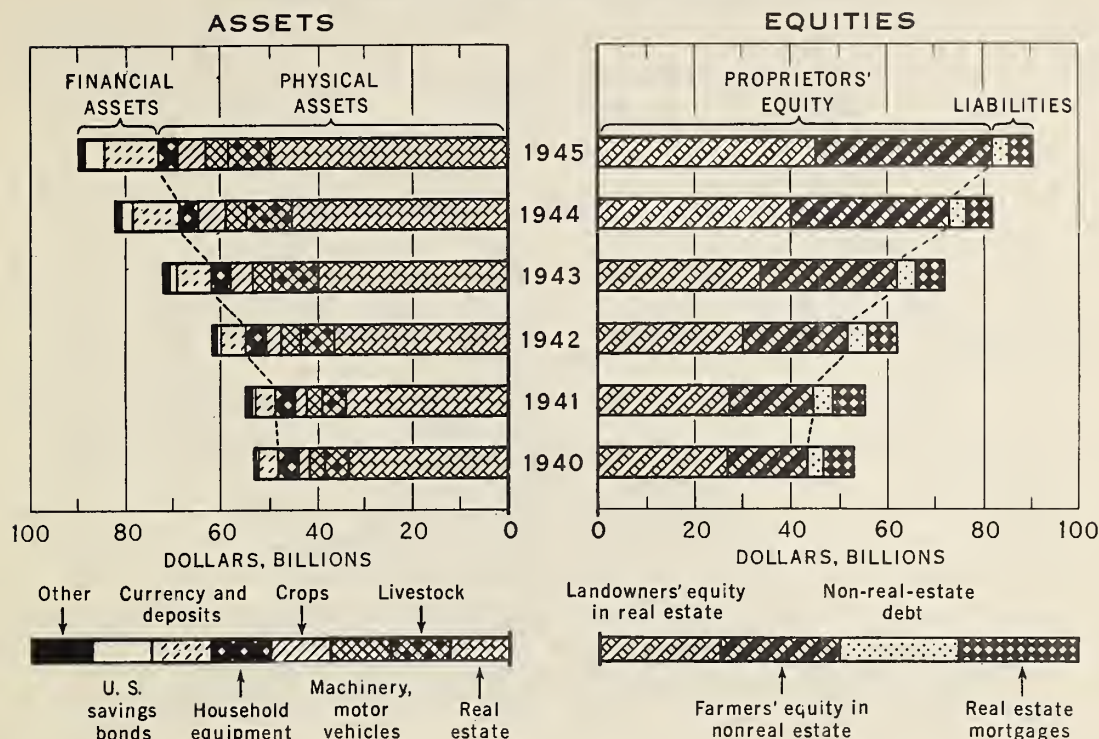 ASSETS
EQUITIES
FINANCIAL
ASSETS
PHYSICAL
ASSETS
PROPRIETORS'
EQUITY
LIABILITIES
1945
1944
1943
1942
1941
1940
100 80 60 40 20 0
DOLLARS, BILLIONS
0 20 40 60 80 100
DOLLARS, BILLIONS
Other
Currency and
deposits
Crops
Livestock
U. S.
savings
bonds
Household
equipment
Machinery,
motor
vehicles
Real
estate
Landowners' equity
in real estate
Non-real-estate
debt
Farmers' equity in
nonreal estate
Real estate
mortgages